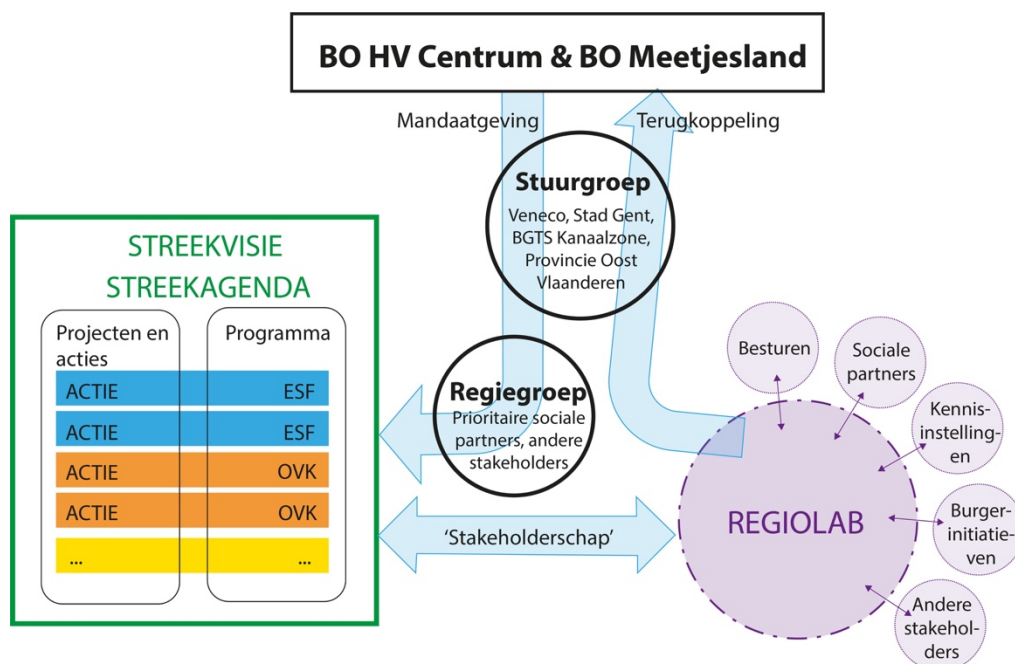 BO HV Centrum & BO Meetjesland
Mandaatgeving
Terugkoppeling
Stuurgroep
Veneco, Stad Gent,
BGTS Kanaalzone,
Provincie Oost
Vlaanderen
STREEKVISIE
STREEKAGENDA
Projecten en
acties
Programma
ACTIE
ESF
ACTIE
ESF
ACTIE
OVK
ACTIE
OVK
...
...
Regiegroep
Prioritaire sociale
partners, andere
stakeholders
'Stakeholderschap'
REGIOLAB
Besturen
Sociale
partners
Kennis-
instelling-
en
Burger-
initiatie-
ven
Andere
stakehol-
ders